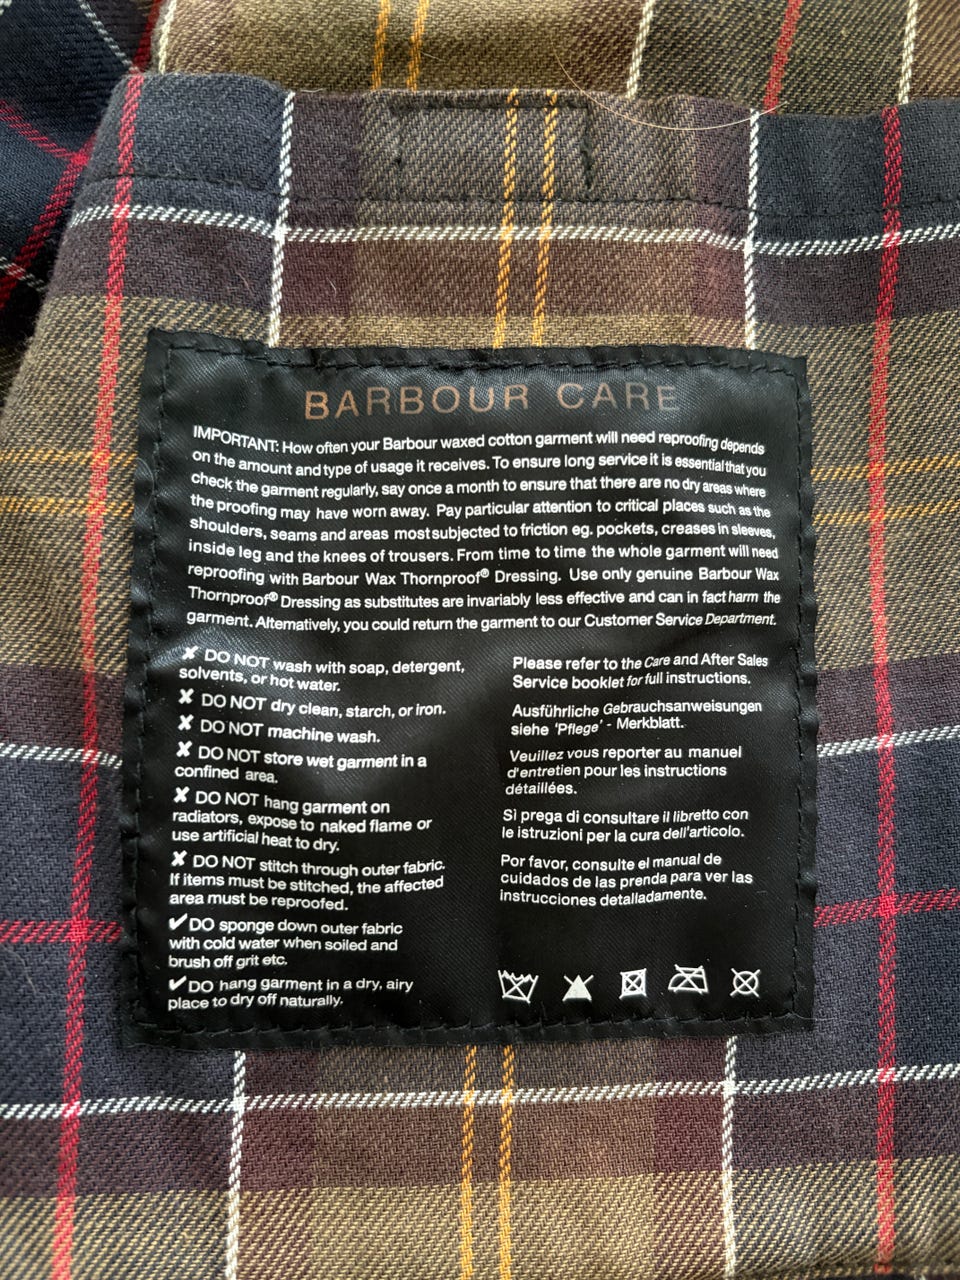 BARBOUR CARE
IMPORTANT: How often your Barbour waxed cotton garment will need reproofing depends
on the amount and type of usage it receives. To ensure long service it is essential that you
check the garment regularly, say once a month to ensure that there are no dry areas where
the proofing may have worn away. Pay particular attention to critical places such as the
shoulders, seams and areas most subjected to friction eg. pockets, creases in sleeves,
inside leg and the knees of trousers. From time to time the whole garment will need
reproofing with Barbour Wax Thornproof® Dressing. Use only genuine Barbour Wax
Thornproof® Dressing as substitutes are invariably less effective and can in fact harm the
garment. Alternatively, you could return the garment to our Customer Service Department.
✘ DO NOT wash with soap, detergent,
solvents, or hot water.
✘ DO NOT dry clean, starch, or iron.
✘ DO NOT machine wash.
✘ DO NOT store wet garment in a
confined area.
✘ DO NOT hang garment on
radiators, expose to naked flame or
use artificial heat to dry.
✘ DO NOT stitch through outer fabric.
If items must be stitched, the affected
area must be reproofed.
✔ DO sponge down outer fabric
with cold water when soiled and
brush off grit etc.
✔ DO hang garment in a dry, airy
place to dry off naturally.
Please refer to the Care and After Sales
Service booklet for full instructions.
Ausführliche Gebrauchsanweisungen
siehe 'Pflege' - Merkblatt.
Veuillez vous reporter au manuel
d'entretien pour les instructions
détaillées.
Si prega di consultare il libretto con
le istruzioni per la cura dell'articolo.
Por favor, consulte el manual de
cuidados de las prenda para ver las
instrucciones detalladamente.